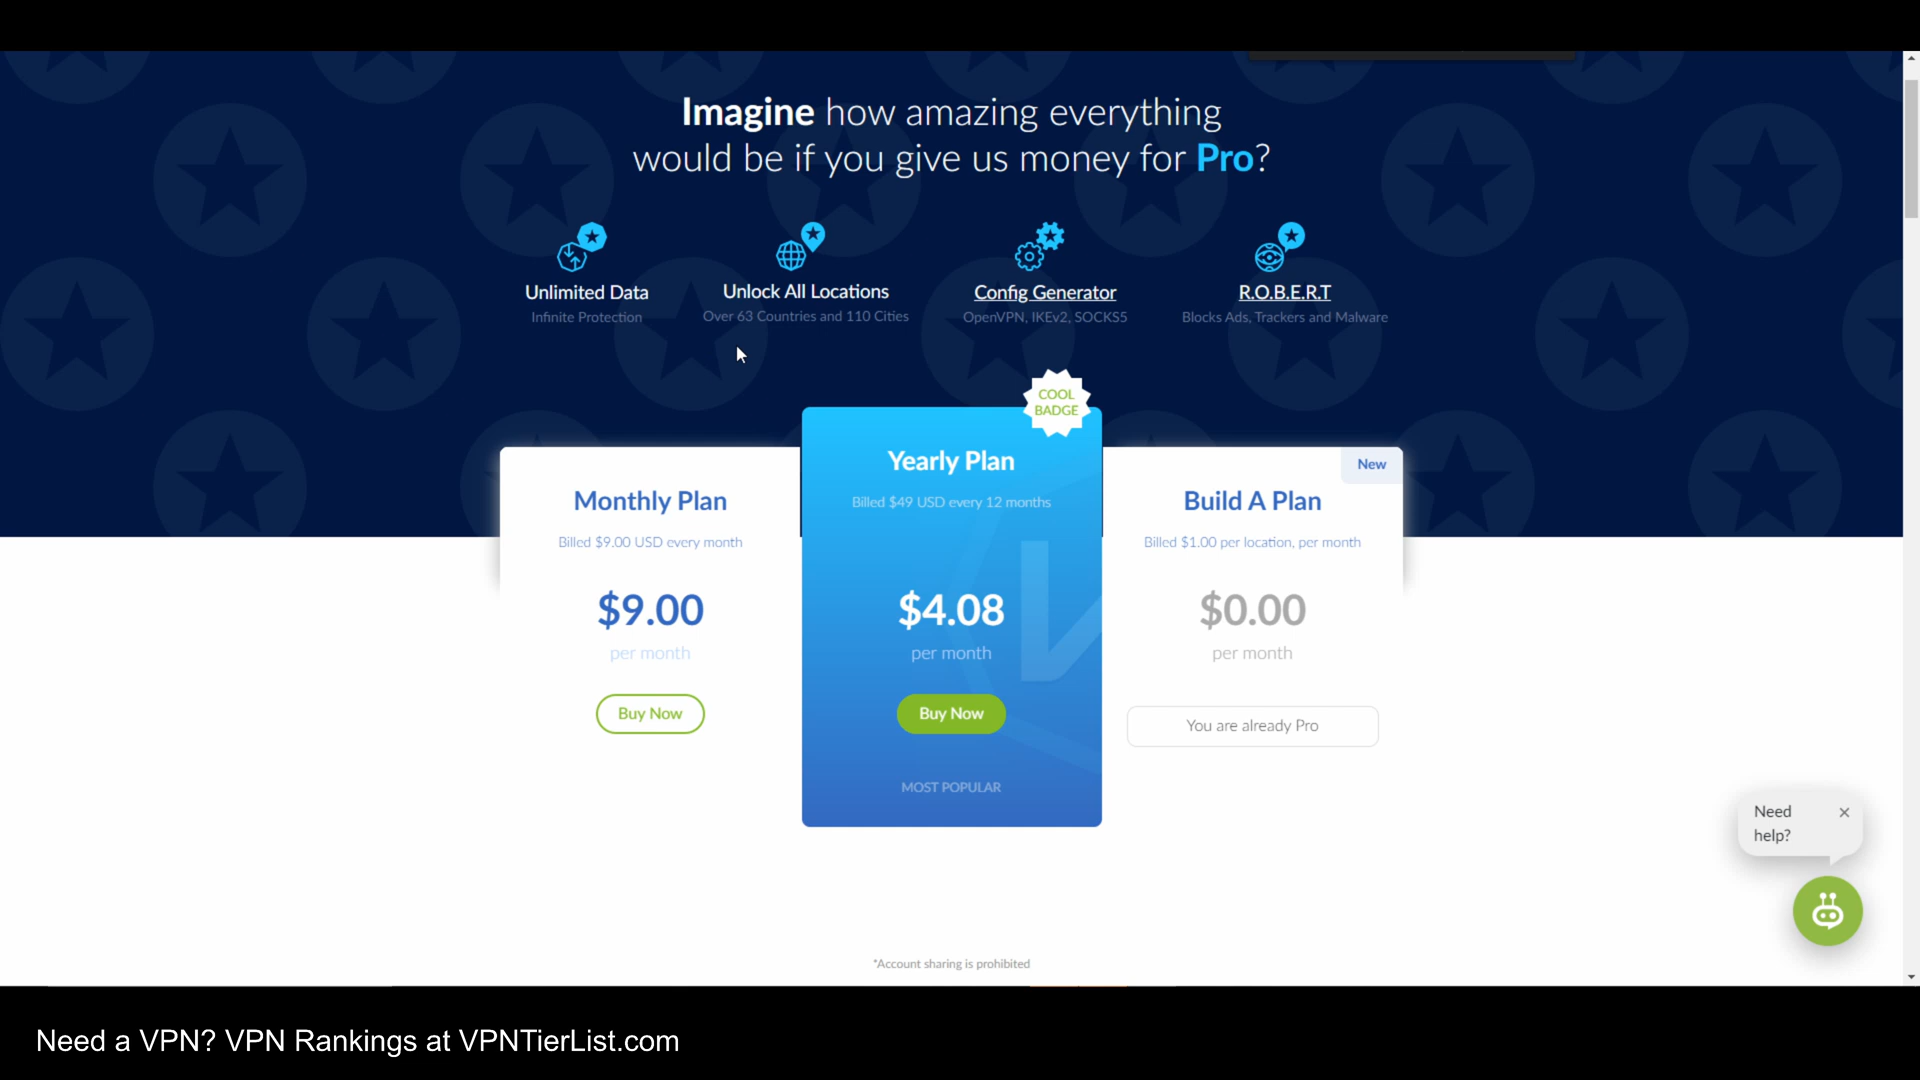 Imagine how amazing everything
would be if you give us money for Pro?
Unlimited Data
Infinite Protection
Unlock All Locations
Over 63 Countries and 110 Cities
Config Generator
OpenVPN, IKEv2, SOCKS5
R.O.B.E.R.T
Blocks Ads, Trackers and Malware
Monthly Plan
Billed $9.00 USD every month
$9.00
per month
Buy Now
COOL
BADGE
Yearly Plan
Billed $49 USD every 12 months
$4.08
per month
Buy Now
MOST POPULAR
New
Build A Plan
Billed $1.00 per location, per month
$0.00
per month
You are already Pro
Need
help?
*Account sharing is prohibited
Need a VPN? VPN Rankings at VPNTierList.com